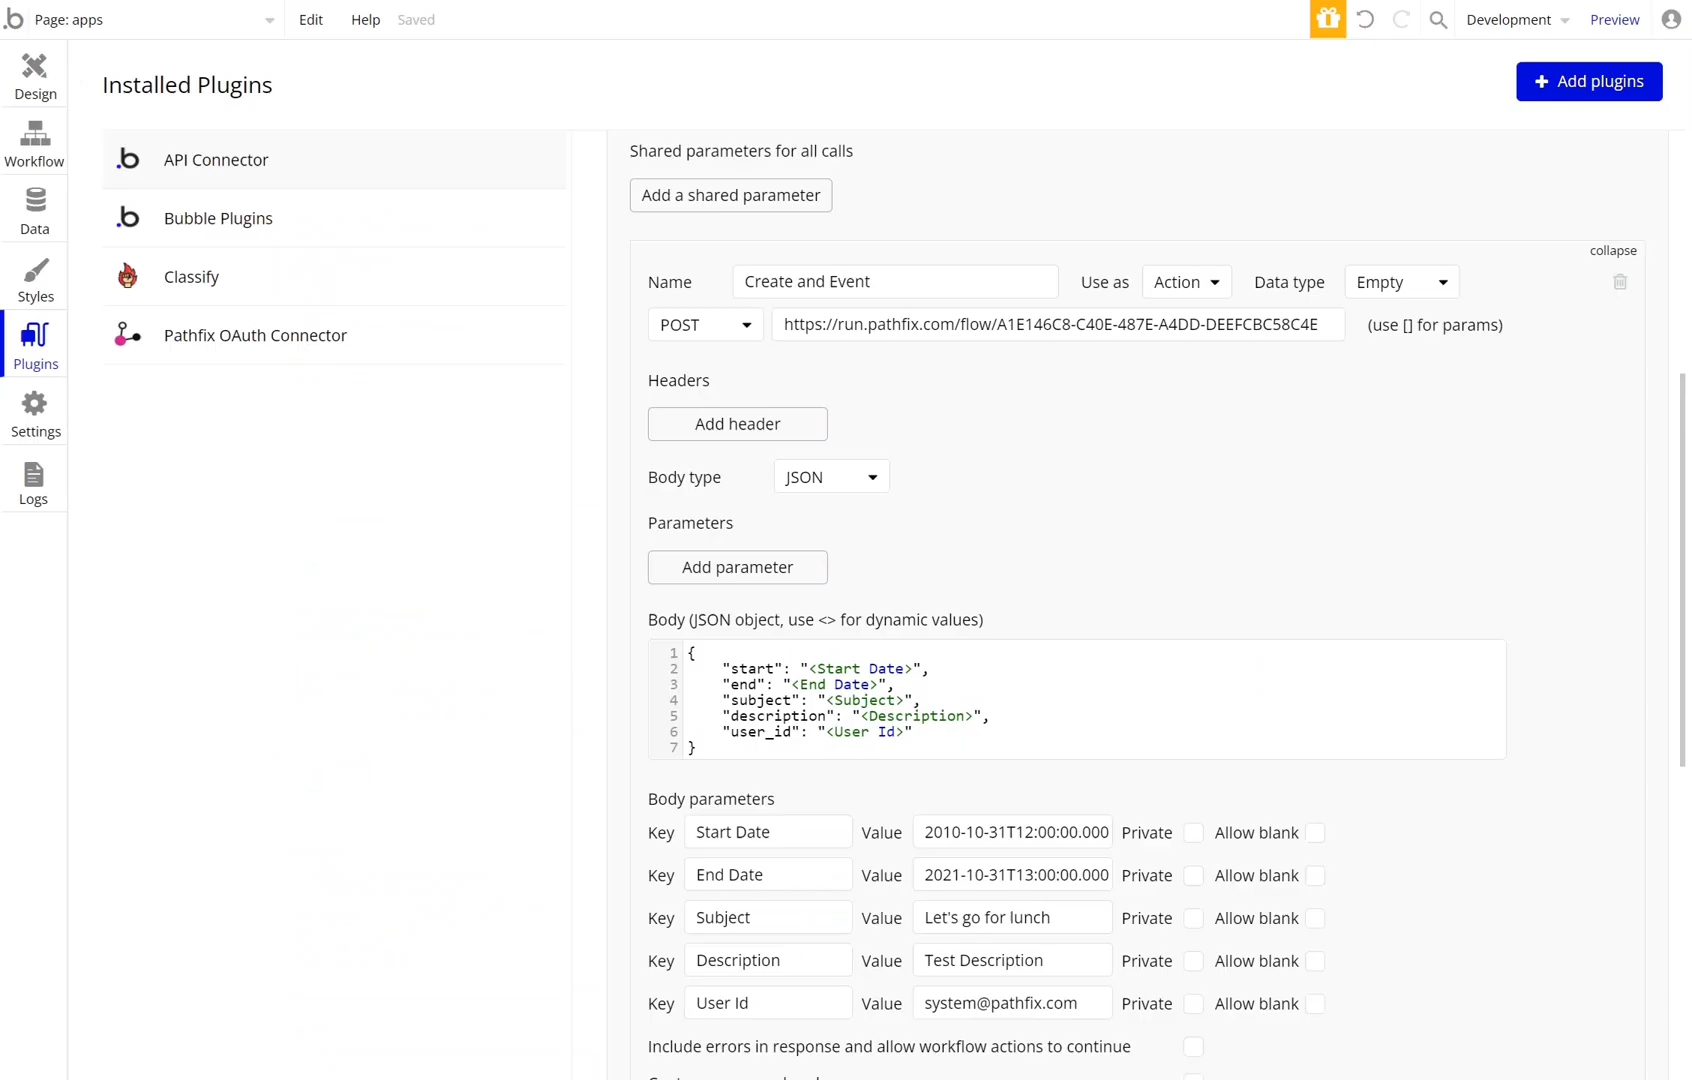 Page: apps
Edit
Help
Saved
Development
Preview
Design
Workflow
Data
Styles
Plugins
Settings
Logs
Installed Plugins
+ Add plugins
API Connector
Bubble Plugins
Classify
Pathfix OAuth Connector
Shared parameters for all calls
Add a shared parameter
collapse
Name Create and Event Use as Action Data type Empty
POST https://run.pathfix.com/flow/A1E146C8-C40E-487E-A4DD-DEEFCBC58C4E (use [] for params)
Headers
Add header
Body type JSON
Parameters
Add parameter
Body (JSON object, use <> for dynamic values)
1 {
2 "start": "<Start Date>",
3 "end": "<End Date>",
4 "subject": "<Subject>",
5 "description": "<Description>",
6 "user_id": "<User Id>"
7 }
Body parameters
Key Start Date Value 2010-10-31T12:00:00.000 Private Allow blank
Key End Date Value 2021-10-31T13:00:00.000 Private Allow blank
Key Subject Value Let's go for lunch Private Allow blank
Key Description Value Test Description Private Allow blank
Key User Id Value system@pathfix.com Private Allow blank
Include errors in response and allow workflow actions to continue